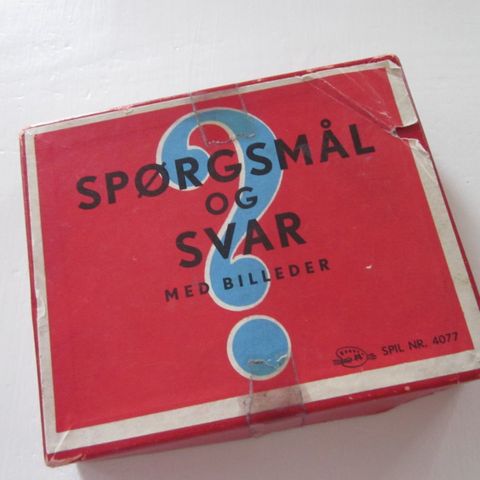 SPØRGSMÅL
OG
SVAR
MED BILLEDER
SPIL NR. 4077